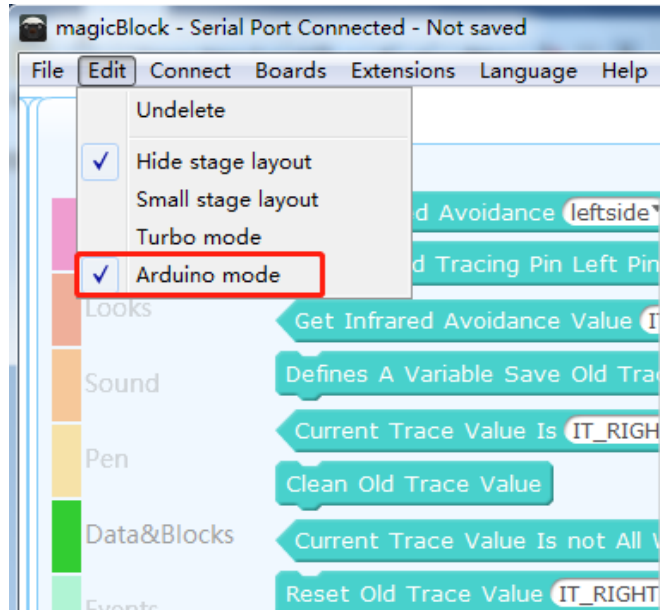 magicBlock - Serial Port Connected - Not saved
File Edit Connect Boards Extensions Language Help
Undelete
Hide stage layout
Small stage layout
Turbo mode
Arduino mode
Avoidance leftside
Tracing Pin Left Pin
Looks
Get Infrared Avoidance Value
Sound
Defines A Variable Save Old
Current Trace Value Is IT_RIGH
Pen
Clean Old Trace Value
Data&Blocks
Current Trace Value Is not All
Reset Old Trace Value IT_RIGHT
Events